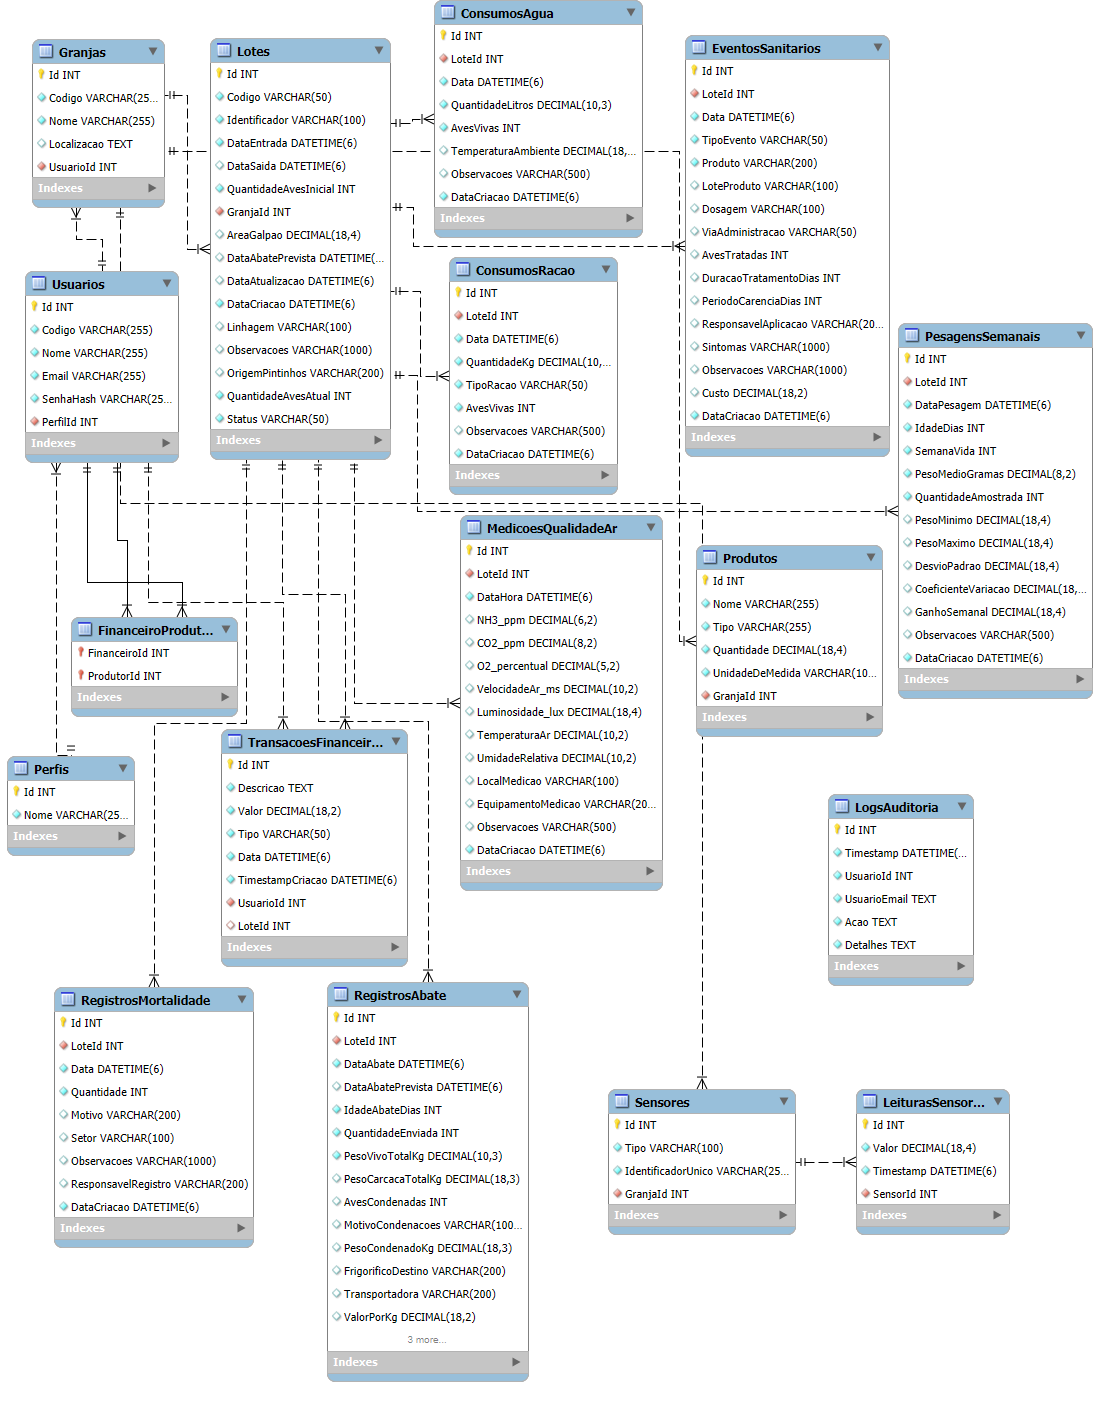 Granjas
Id INT
Codigo VARCHAR(25...
Nome VARCHAR(255)
Localizacao TEXT
UsuarioId INT
Indexes
Lotes
Id INT
Codigo VARCHAR(50)
Identificador VARCHAR(100)
DataEntrada DATETIME(6)
DataSaida DATETIME(6)
QuantidadeAvesInicial INT
GranjaId INT
AreaGalpao DECIMAL(18,4)
DataAbatePrevista DATETIME(...
DataAtualizacao DATETIME(6)
DataCriacao DATETIME(6)
Linhagem VARCHAR(100)
Observacoes VARCHAR(1000)
OrigemPintinhos VARCHAR(200)
QuantidadeAvesAtual INT
Status VARCHAR(50)
Indexes
ConsumosAgua
Id INT
LoteId INT
Data DATETIME(6)
QuantidadeLitros DECIMAL(10,3)
AvesVivas INT
TemperaturaAmbiente DECIMAL(18,...
Observacoes VARCHAR(500)
DataCriacao DATETIME(6)
Indexes
EventosSanitarios
Id INT
LoteId INT
Data DATETIME(6)
TipoEvento VARCHAR(50)
Produto VARCHAR(200)
LoteProduto VARCHAR(100)
Dosagem VARCHAR(100)
ViaAdministracao VARCHAR(50)
AvesTratadas INT
DuracaoTratamentoDias INT
PeriodoCarenciaDias INT
ResponsavelAplicacao VARCHAR(20...
Sintomas VARCHAR(1000)
Observacoes VARCHAR(1000)
Custo DECIMAL(18,2)
DataCriacao DATETIME(6)
Indexes
Usuarios
Id INT
Codigo VARCHAR(255)
Nome VARCHAR(255)
Email VARCHAR(255)
SenhaHash VARCHAR(25...
PerfilId INT
Indexes
ConsumosRacao
Id INT
LoteId INT
Data DATETIME(6)
QuantidadeKg DECIMAL(10,...
TipoRacao VARCHAR(50)
AvesVivas INT
Observacoes VARCHAR(500)
DataCriacao DATETIME(6)
Indexes
PesagensSemanais
Id INT
LoteId INT
DataPesagem DATETIME(6)
IdadeDias INT
SemanaVida INT
PesoMedioGramas DECIMAL(8,2)
QuantidadeAmostrada INT
PesoMinimo DECIMAL(18,4)
PesoMaximo DECIMAL(18,4)
DesvioPadrao DECIMAL(18,4)
CoeficienteVariacao DECIMAL(18,...
GanhoSemanal DECIMAL(18,4)
Observacoes VARCHAR(500)
DataCriacao DATETIME(6)
Indexes
MedicoesQualidadeAr
Id INT
LoteId INT
DataHora DATETIME(6)
NH3_ppm DECIMAL(6,2)
CO2_ppm DECIMAL(8,2)
O2_percentual DECIMAL(5,2)
VelocidadeAr_ms DECIMAL(10,2)
Luminosidade_lux DECIMAL(18,4)
TemperaturaAr DECIMAL(10,2)
UmidadeRelativa DECIMAL(10,2)
LocalMedicao VARCHAR(100)
EquipamentoMedicao VARCHAR(20...
Observacoes VARCHAR(500)
DataCriacao DATETIME(6)
Indexes
Produtos
Id INT
Nome VARCHAR(255)
Tipo VARCHAR(255)
Quantidade DECIMAL(18,4)
UnidadeDeMedida VARCHAR(10...
GranjaId INT
Indexes
FinanceiroProdut...
FinanceiroId INT
ProdutorId INT
Indexes
Perfis
Id INT
Nome VARCHAR(25...
Indexes
TransacoesFinanceir...
Id INT
Descricao TEXT
Valor DECIMAL(18,2)
Tipo VARCHAR(50)
Data DATETIME(6)
TimestampCriacao DATETIME(6)
UsuarioId INT
LoteId INT
Indexes
LogsAuditoria
Id INT
Timestamp DATETIME(...
UsuarioId INT
UsuarioEmail TEXT
Acao TEXT
Detalhes TEXT
Indexes
RegistrosMortalidade
Id INT
LoteId INT
Data DATETIME(6)
Quantidade INT
Motivo VARCHAR(200)
Setor VARCHAR(100)
Observacoes VARCHAR(1000)
ResponsavelRegistro VARCHAR(200)
DataCriacao DATETIME(6)
Indexes
RegistrosAbate
Id INT
LoteId INT
DataAbate DATETIME(6)
DataAbatePrevista DATETIME(6)
IdadeAbateDias INT
QuantidadeEnviada INT
PesoVivoTotalKg DECIMAL(10,3)
PesoCarcacaTotalKg DECIMAL(18,3)
AvesCondenadas INT
MotivoCondenacoes VARCHAR(100...
PesoCondenadoKg DECIMAL(18,3)
FrigorificoDestino VARCHAR(200)
Transportadora VARCHAR(200)
ValorPorKg DECIMAL(18,2)
3 more...
Indexes
Sensores
Id INT
Tipo VARCHAR(100)
IdentificadorUnico VARCHAR(25...
GranjaId INT
Indexes
LeiturasSensor...
Id INT
Valor DECIMAL(18,4)
Timestamp DATETIME(6)
SensorId INT
Indexes